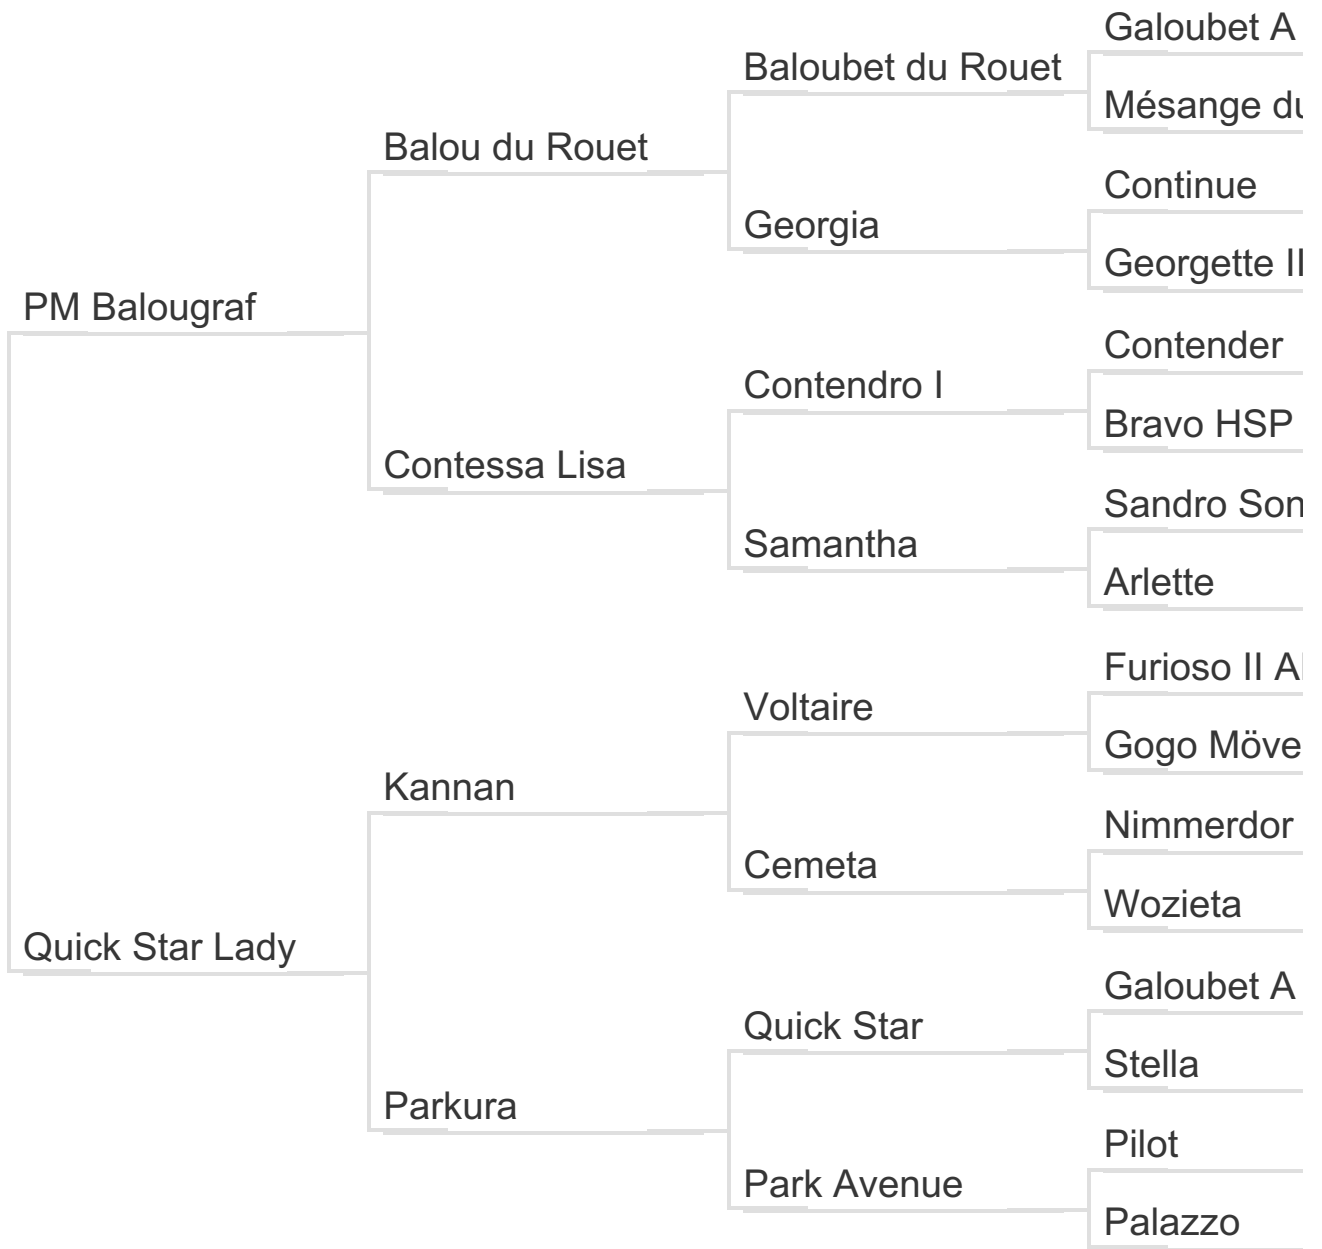 Galoubet A
Baloubet du Rouet
Mésange du
Balou du Rouet
Continue
Georgia
Georgette II
PM Balougraf
Contender
Contendro I
Bravo HSP
Contessa Lisa
Sandro Son
Samantha
Arlette
Furioso II
Voltaire
Gogo Möve
Kannan
Nimmerdor
Cemeta
Wozieta
Quick Star Lady
Galoubet A
Quick Star
Stella
Parkura
Pilot
Park Avenue
Palazzo